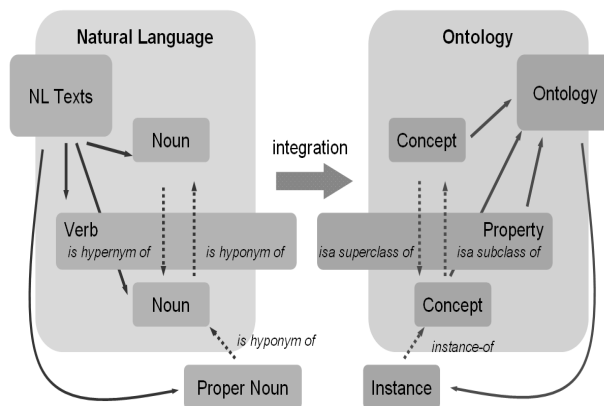 Natural Language
Ontology
NL Texts
Ontology
Noun
integration
Concept
Verb
is hypernym of
is hyponym of
Property
isa superclass of
isa subclass of
Noun
Concept
is hyponym of
instance-of
Proper Noun
Instance